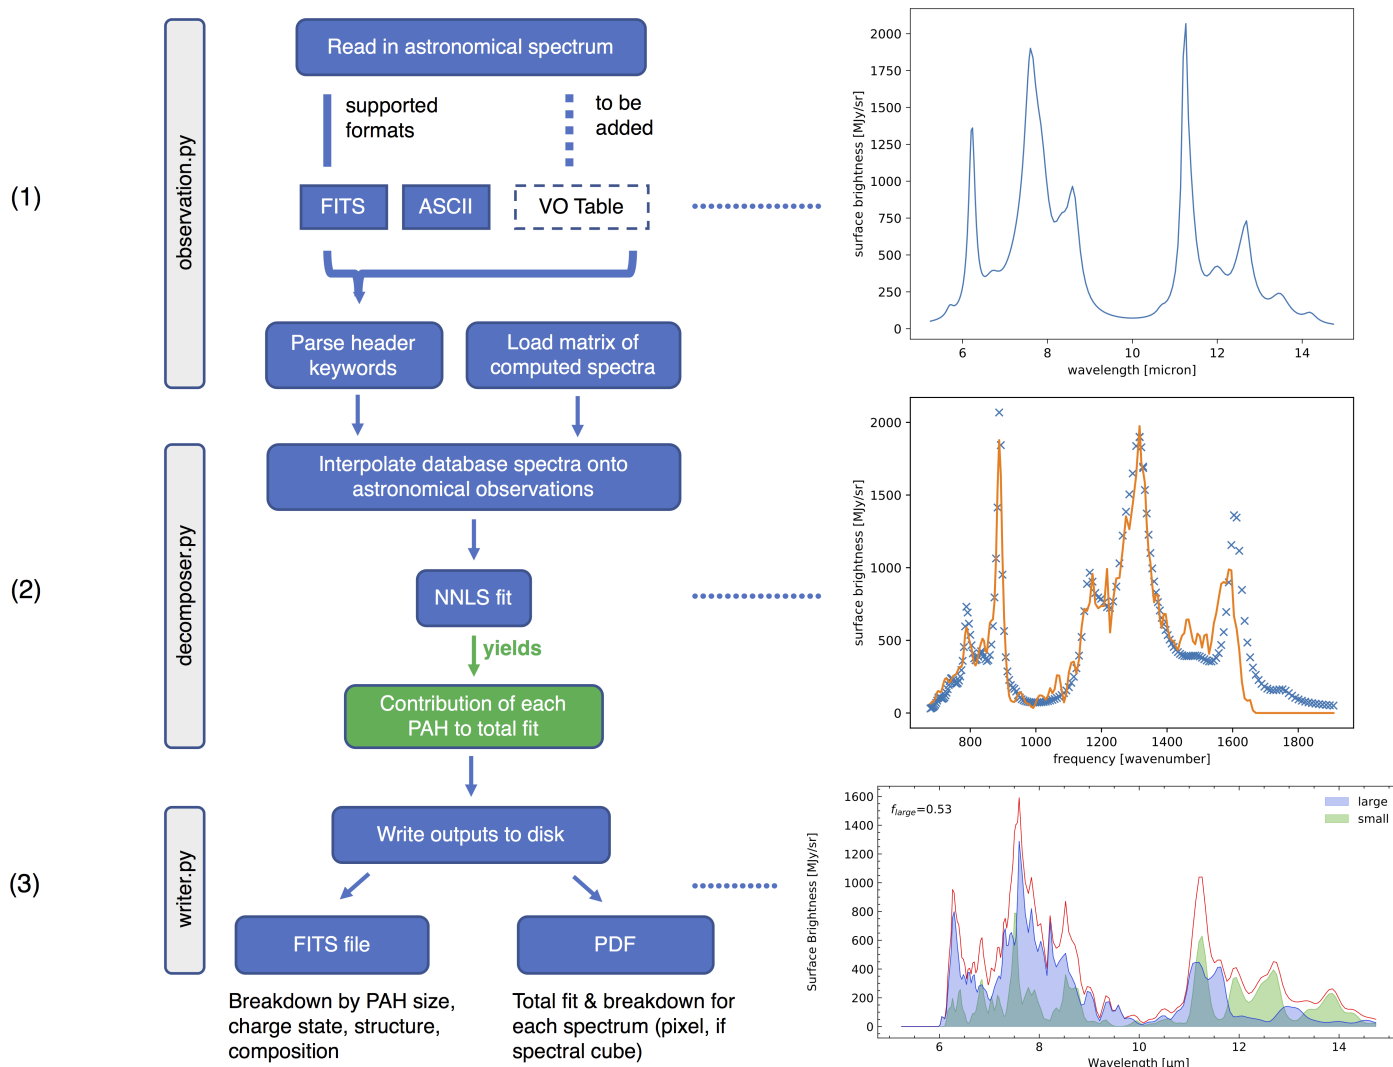 (1)
observation.py
Read in astronomical spectrum
supported
formats
to be
added
FITS
ASCII
VO Table
Parse header
keywords
Load matrix of
computed spectra
(2)
decomposer.py
Interpolate database spectra onto
astronomical observations
NNLS fit
yields
Contribution of each
PAH to total fit
(3)
writer.py
Write outputs to disk
FITS file
PDF
Breakdown by PAH size,
charge state, structure,
composition
Total fit & breakdown for
each spectrum (pixel, if
spectral cube)
surface brightness [MJy/sr]
2000
1750
1500
1250
1000
750
500
250
0
6 8 10 12 14
wavelength [micron]
surface brightness [MJy/sr]
2000
1500
1000
500
0
800 1000 1200 1400 1600 1800
frequency [wavenumber]
Surface Brightness [MJy/sr]
1600
1400
1200
1000
800
600
400
200
0
f_large=0.53
large
small
6 8 10 12 14
Wavelength [μm]